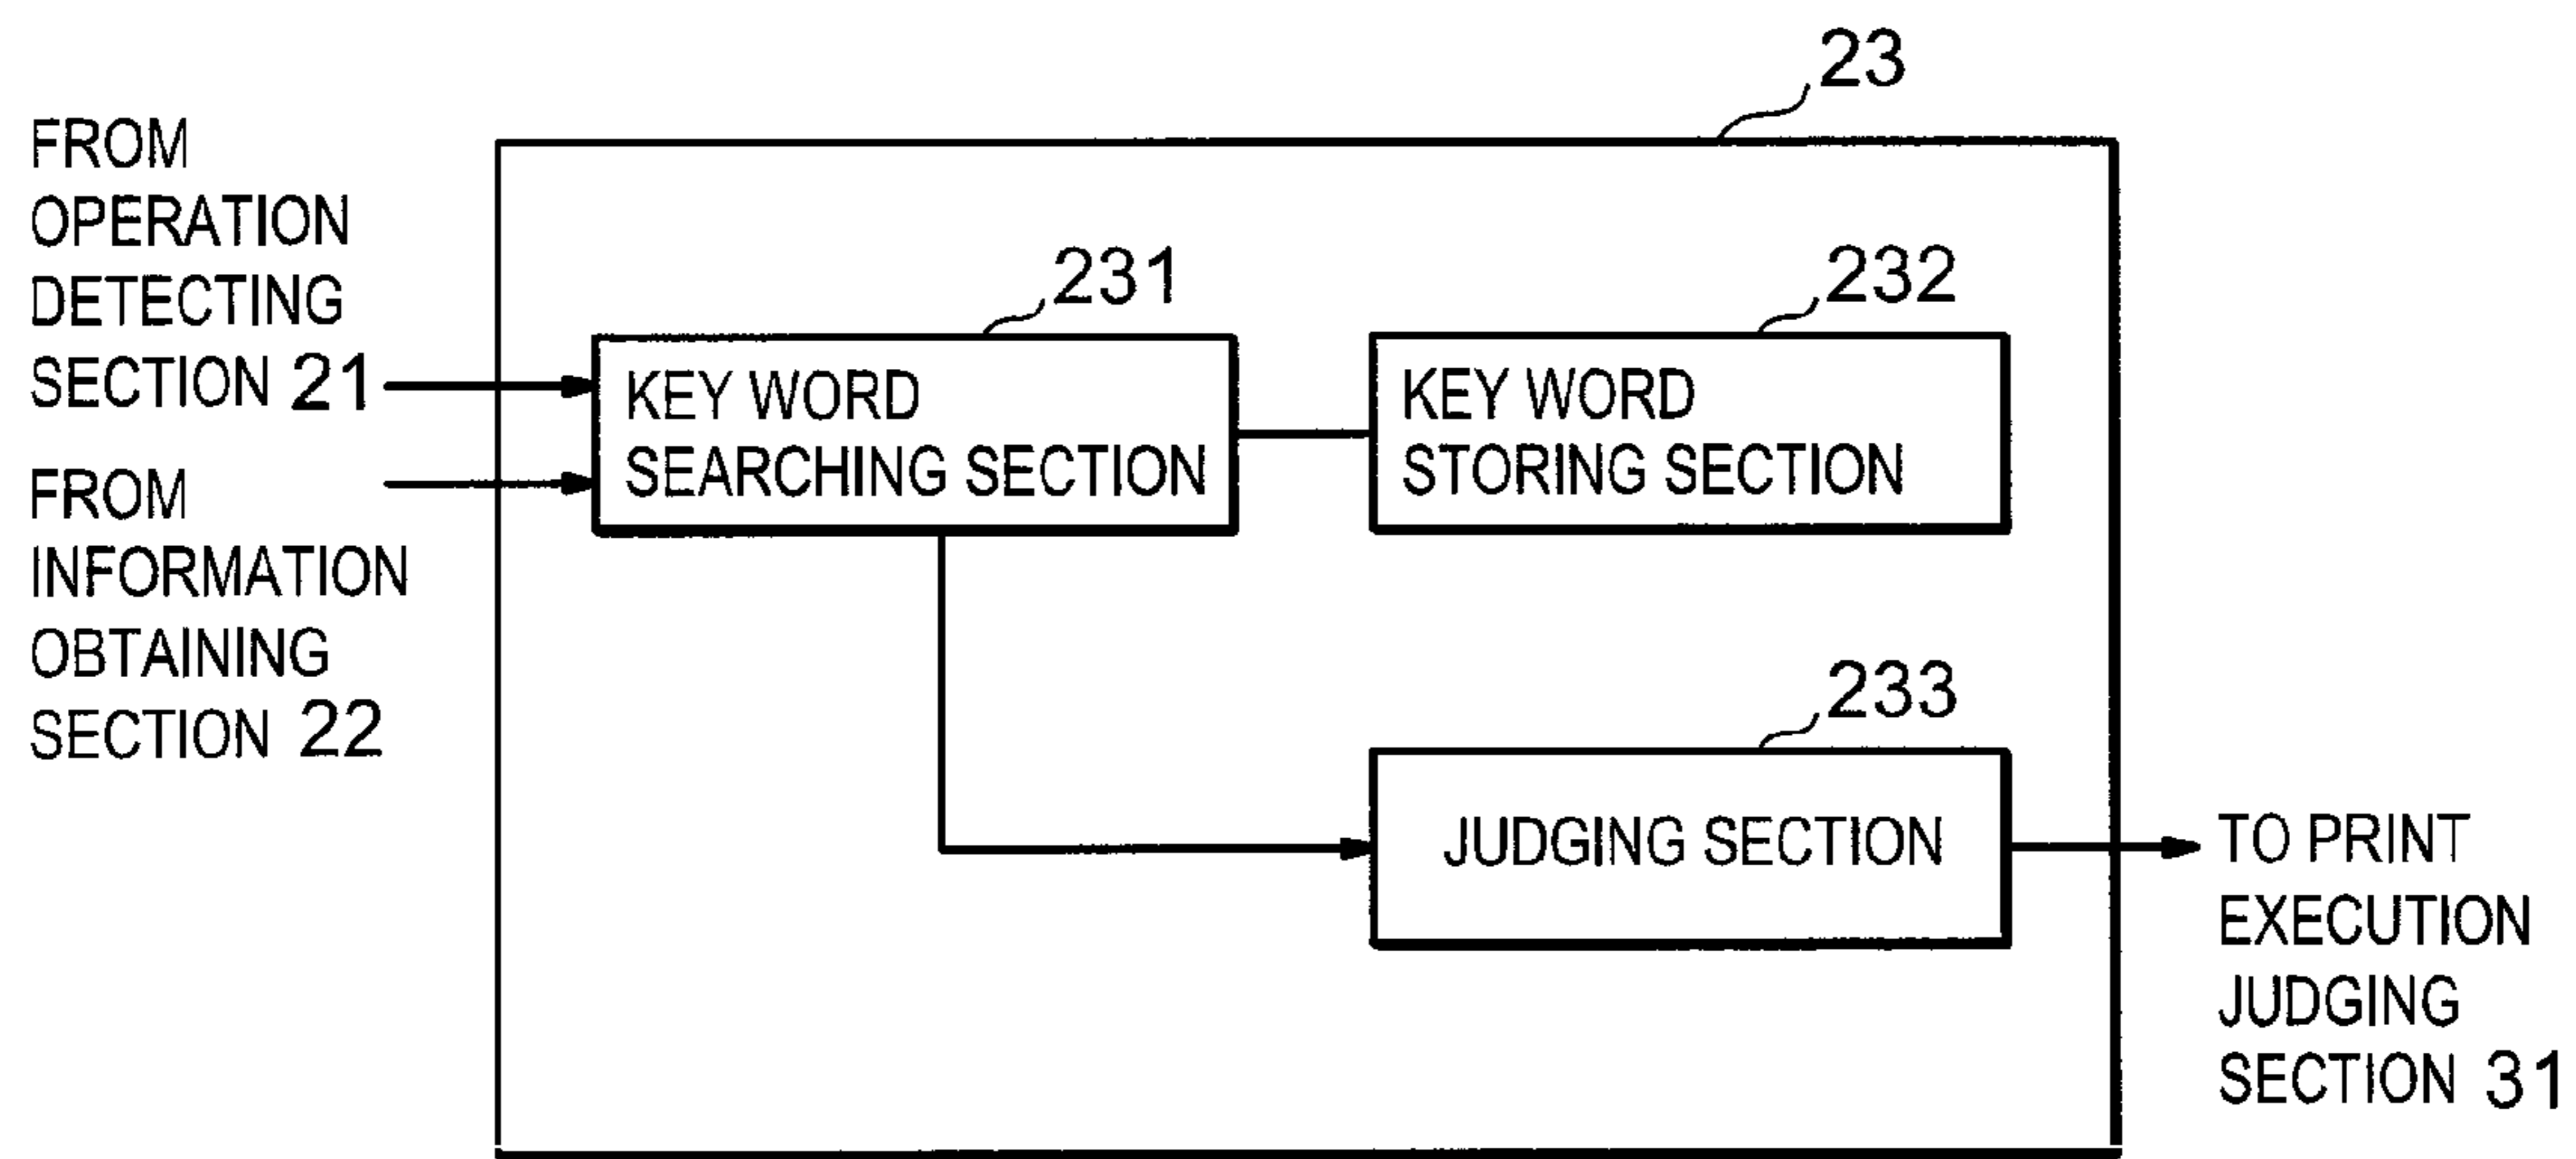 23
FROM
OPERATION
DETECTING
SECTION 21
FROM
INFORMATION
OBTAINING
SECTION 22
231
KEY WORD
SEARCHING SECTION
232
KEY WORD
STORING SECTION
233
JUDGING SECTION
TO PRINT
EXECUTION
JUDGING
SECTION 31